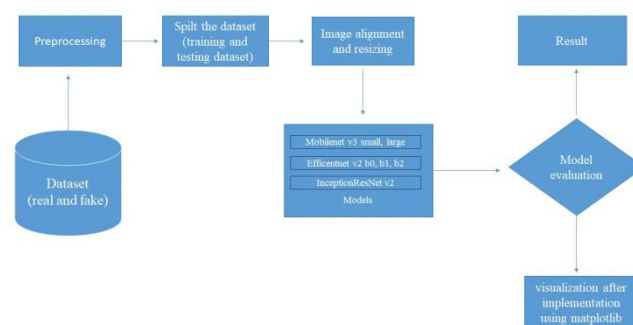 Preprocessing
Spilt the dataset
(training and
testing dataset)
Image alignment
and resizing
Result
Mobilenet v3 small, large
Efficentnet v2 b0, b1, b2
InceptionResNet v2
Models
Model
evaluation
Dataset
(real and fake)
visualization after
implementation
using matplotlib